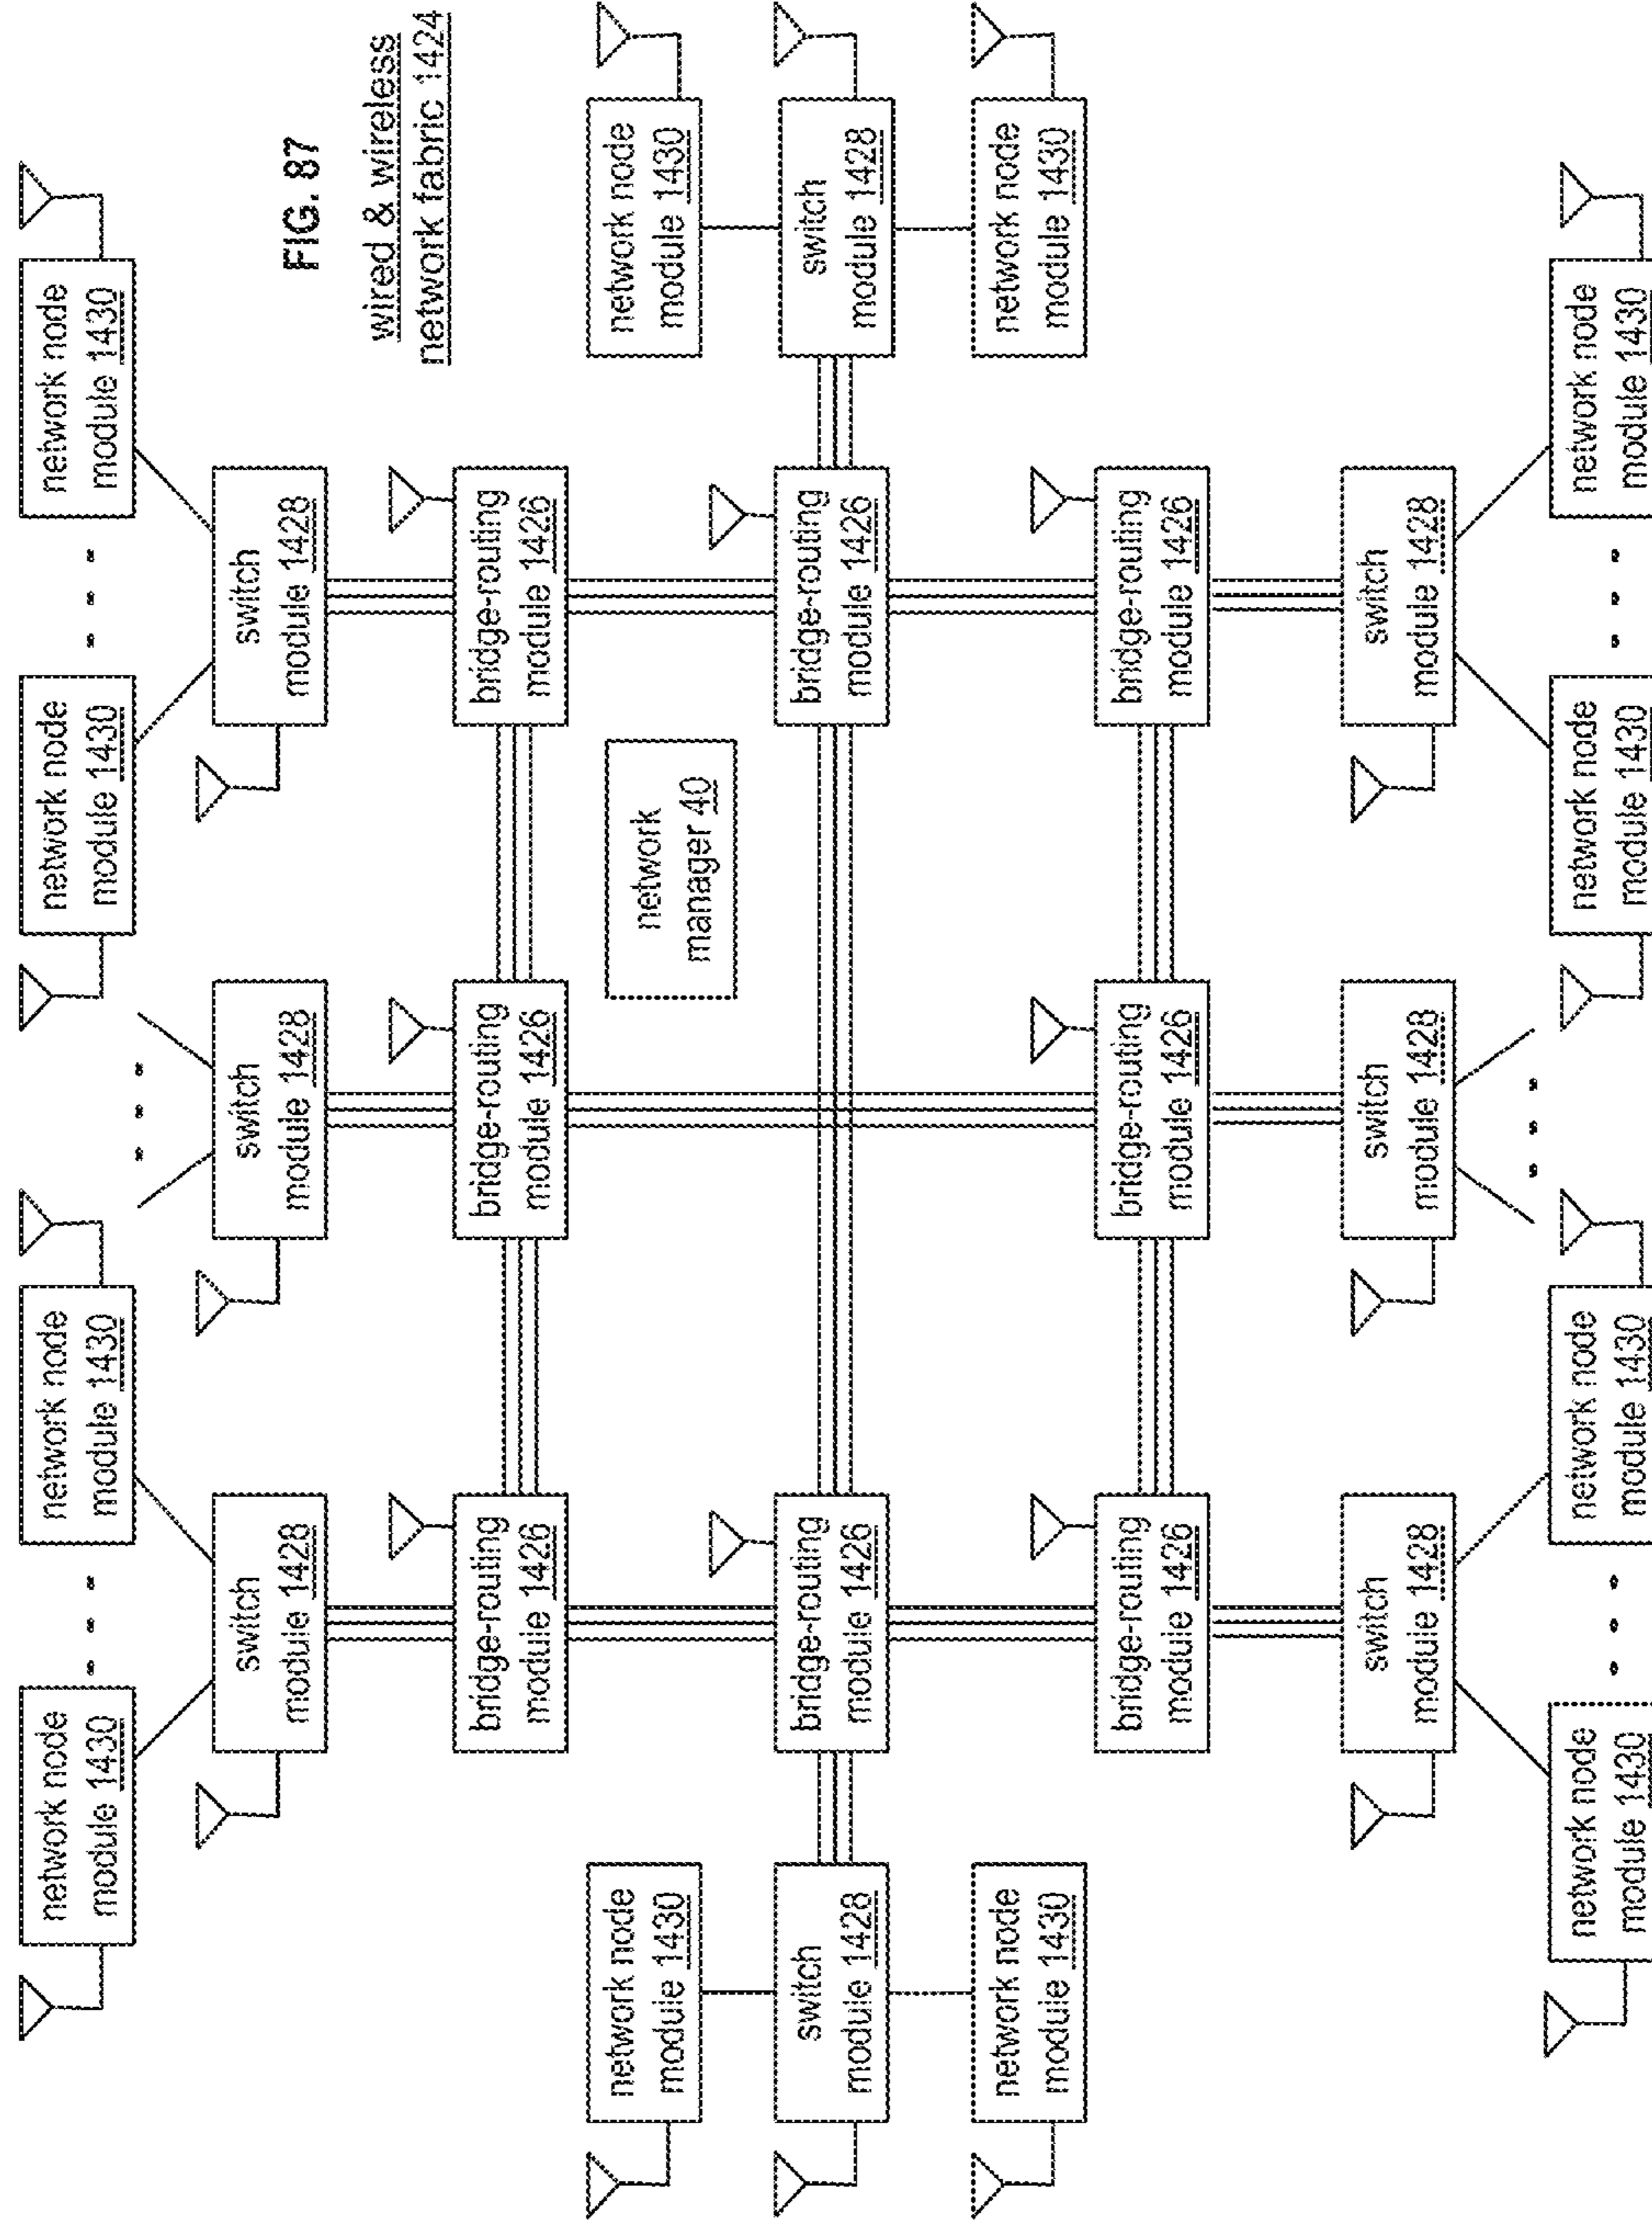 network node
module 1430
network node
module 1430
network node
module 1430
network node
module 1430
switch
module 1428
switch
module 1428
switch
module 1428
FIG. 87
wired & wireless
network fabric 1424
bridge-routing
module 1426
bridge-routing
module 1426
bridge-routing
module 1426
network node
module 1430
network
manager 40
network node
module 1430
switch
module 1428
bridge-routing
module 1426
bridge-routing
module 1426
switch
module 1428
network node
module 1430
network node
module 1430
bridge-routing
module 1426
bridge-routing
module 1426
bridge-routing
module 1426
switch
module 1428
switch
module 1428
switch
module 1428
network node
module 1430
network node
module 1430
network node
module 1430
network node
module 1430